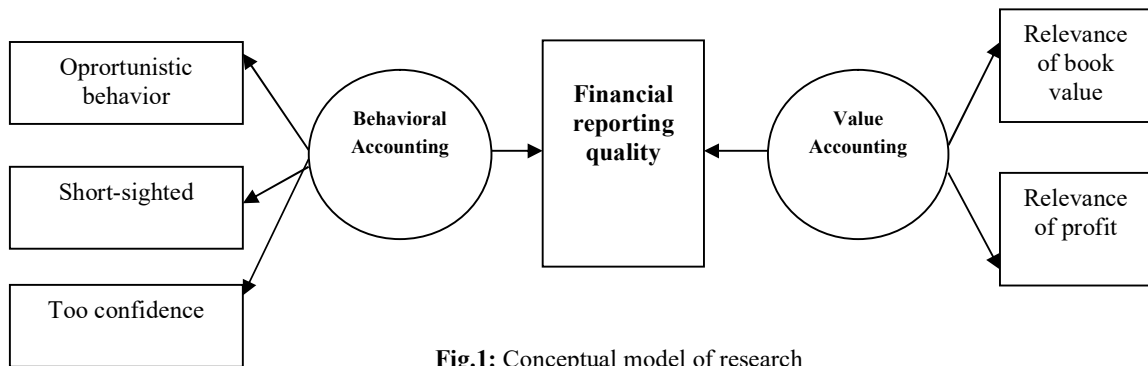 Oprortunistic
behavior
Short-sighted
Too confidence
Behavioral
Accounting
Financial
reporting
quality
Value
Accounting
Relevance
of book
value
Relevance
of profit
Fig.1: Conceptual model of research